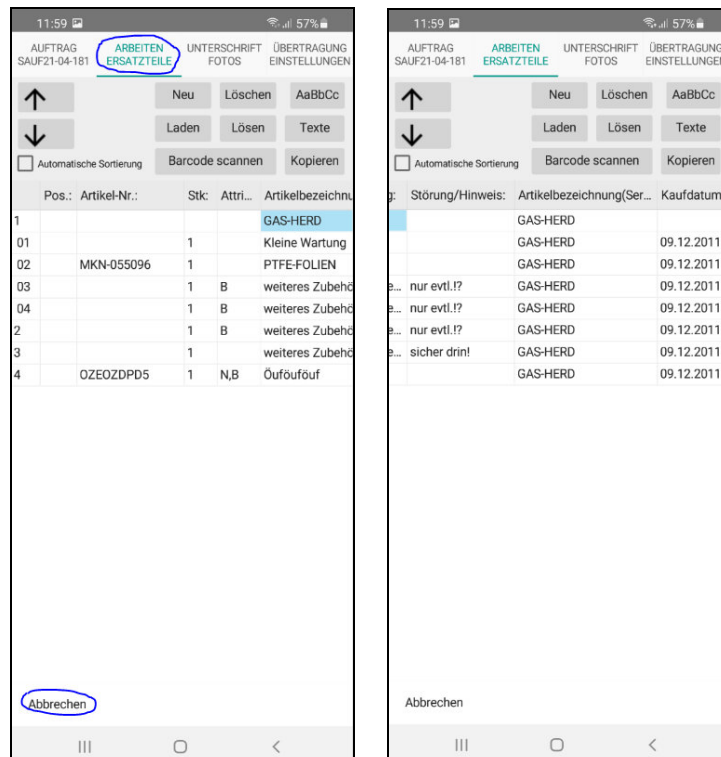 11:59 57%
AUFTRAG ARBEITEN UNTERSCHRIFT ÜBERTRAGUNG
SAUF21-04-181 ERSATZTEILE FOTOS EINSTELLUNGEN
Neu Löschen AaBbCc
Laden Lösen Texte
Automatische Sortierung Barcode scannen Kopieren
Pos.: Artikel-Nr.: Stk: Attri... Artikelbezeichnu
1 GAS-HERD
01 1 Kleine Wartung
02 MKN-055096 1 PTFE-FOLIEN
03 1 B weiteres Zubehö
04 1 B weiteres Zubehö
2 1 B weiteres Zubehö
3 1 weiteres Zubehö
4 OZEOZDPD5 1 N,B Öuföuföuf
Abbrechen
11:59 57%
AUFTRAG ARBEITEN UNTERSCHRIFT ÜBERTRAGUNG
SAUF21-04-181 ERSATZTEILE FOTOS EINSTELLUNGEN
Neu Löschen AaBbCc
Laden Lösen Texte
Automatische Sortierung Barcode scannen Kopieren
g: Störung/Hinweis: Artikelbezeichnung(Ser... Kaufdatum
GAS-HERD
GAS-HERD 09.12.2011
GAS-HERD 09.12.2011
e... nur evtl.!? GAS-HERD 09.12.2011
e... nur evtl.!? GAS-HERD 09.12.2011
e... nur evtl.!? GAS-HERD 09.12.2011
e... sicher drin! GAS-HERD 09.12.2011
GAS-HERD 09.12.2011
Abbrechen